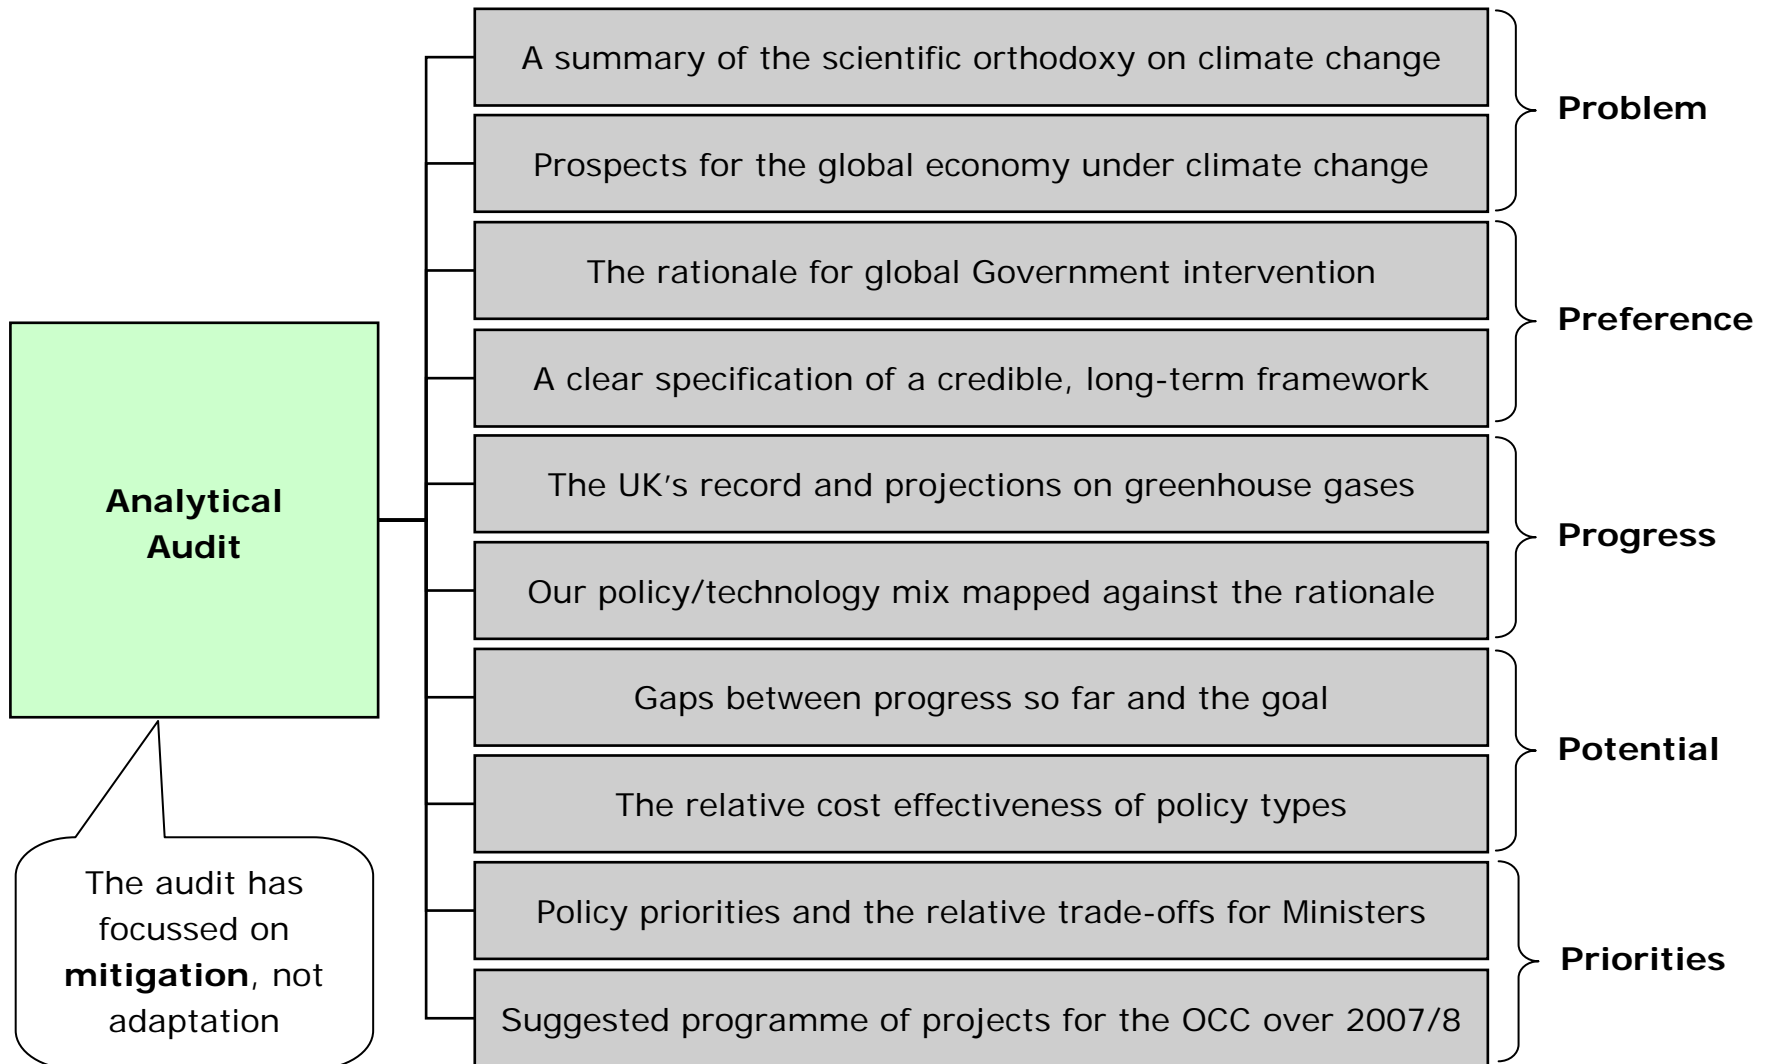 A summary of the scientific orthodoxy on climate change
Prospects for the global economy under climate change
Problem
The rationale for global Government intervention
A clear specification of a credible, long-term framework
Preference
Analytical
Audit
The UK’s record and projections on greenhouse gases
Our policy/technology mix mapped against the rationale
Progress
Gaps between progress so far and the goal
The relative cost effectiveness of policy types
Potential
The audit has
focussed on
mitigation, not
adaptation
Policy priorities and the relative trade-offs for Ministers
Suggested programme of projects for the OCC over 2007/8
Priorities